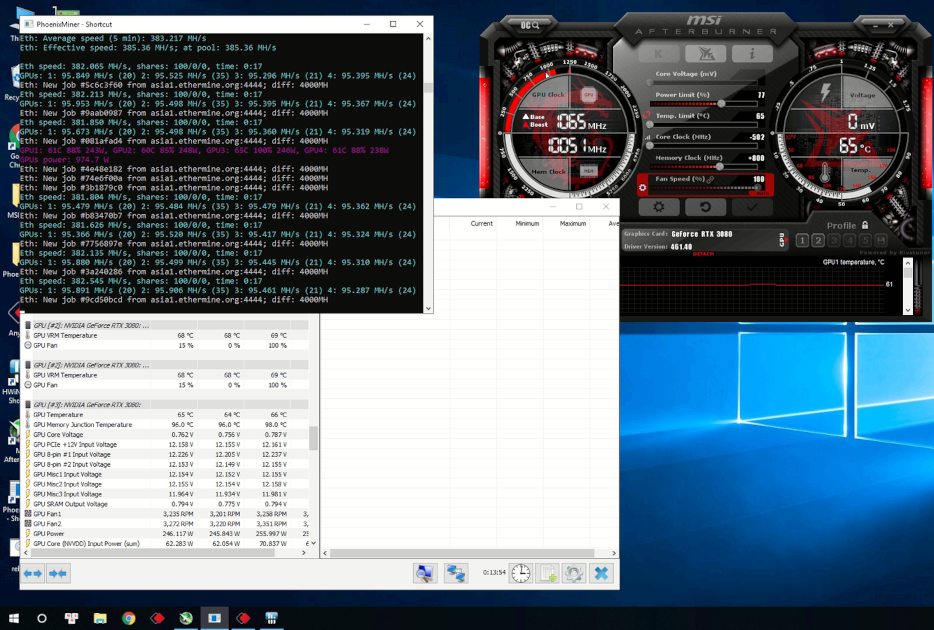 PhoenixMiner - Shortcut
Eth: Average speed (5 min): 383.217 MH/s
Eth: Effective speed: 385.36 MH/s; at pool: 385.36 MH/s
Eth speed: 382.065 MH/s, shares: 100/0/0, time: 0:17
GPUs: 1: 95.849 MH/s (20) 2: 95.525 MH/s (35) 3: 95.296 MH/s (21) 4: 95.395 MH/s (24)
Eth: New job #5c6c3f60 from asia1.ethermine.org:4444; diff: 4000MH
Eth speed: 382.213 MH/s, shares: 100/0/0, time: 0:17
GPUs: 1: 95.953 MH/s (20) 2: 95.498 MH/s (35) 3: 95.395 MH/s (21) 4: 95.367 MH/s (24)
Eth: New job #9aab0987 from asia1.ethermine.org:4444; diff: 4000MH
Eth speed: 381.850 MH/s, shares: 100/0/0, time: 0:17
GPUs: 1: 95.673 MH/s (20) 2: 95.498 MH/s (35) 3: 95.360 MH/s (21) 4: 95.319 MH/s (24)
Eth: New job #081afad4 from asia1.ethermine.org:4444; diff: 4000MH
GPU1: 61C 88% 243W, GPU2: 60C 85% 248W, GPU3: 65C 100% 246W, GPU4: 61C 88% 238W
GPUs power: 974.7 W
Eth: New job #4e48e182 from asia1.ethermine.org:4444; diff: 4000MH
Eth: New job #74e6f00a from asia1.ethermine.org:4444; diff: 4000MH
Eth: New job #3b1879c0 from asia1.ethermine.org:4444; diff: 4000MH
Eth speed: 381.804 MH/s, shares: 100/0/0, time: 0:17
GPUs: 1: 95.479 MH/s (20) 2: 95.484 MH/s (35) 3: 95.479 MH/s (21) 4: 95.362 MH/s (24)
Eth: New job #b83470b7 from asia1.ethermine.org:4444; diff: 4000MH
Eth speed: 381.626 MH/s, shares: 100/0/0, time: 0:17
GPUs: 1: 95.366 MH/s (20) 2: 95.520 MH/s (35) 3: 95.417 MH/s (21) 4: 95.324 MH/s (24)
Eth: New job #7756897e from asia1.ethermine.org:4444; diff: 4000MH
Eth speed: 382.135 MH/s, shares: 100/0/0, time: 0:17
GPUs: 1: 95.880 MH/s (20) 2: 95.499 MH/s (35) 3: 95.445 MH/s (21) 4: 95.310 MH/s (24)
Eth: New job #3a240286 from asia1.ethermine.org:4444; diff: 4000MH
Eth speed: 382.545 MH/s, shares: 100/0/0, time: 0:17
GPUs: 1: 95.891 MH/s (20) 2: 95.906 MH/s (35) 3: 95.461 MH/s (21) 4: 95.287 MH/s (24)
Eth: New job #9cd50bcd from asia1.ethermine.org:4444; diff: 4000MH
OC
msi
AFTERBURNER
GPU Clock
GPU
Base
Boost
1065 MHz
10051 MHz
Mem Clock
MEM
Core Voltage (mV)
Power Limit (%) 77
Temp. Limit (°C) 65
Core Clock (MHz) -502
Memory Clock (MHz) +800
Fan Speed (%) 100
Voltage
0 mV
65 °C
Temp.
Graphics Card: GeForce RTX 3080
Driver Version: 461.40
DETACH
GPU
Profile
1 2 3 4 5
Powered by Rivatuner
GPU1 temperature, °C
61
Current Minimum Maximum Ave
GPU [#2]: NVIDIA GeForce RTX 3080: ...
GPU VRM Temperature 68 °C 68 °C 69 °C
GPU Fan 15 % 0 % 100 %
GPU [#2]: NVIDIA GeForce RTX 3080: ...
GPU VRM Temperature 68 °C 68 °C 69 °C
GPU Fan 15 % 0 % 100 %
GPU [#3]: NVIDIA GeForce RTX 3080:
GPU Temperature 65 °C 64 °C 66 °C
GPU Memory Junction Temperature 96.0 °C 96.0 °C 98.0 °C
GPU Core Voltage 0.762 V 0.756 V 0.787 V
GPU PCIe +12V Input Voltage 12.158 V 12.155 V 12.161 V
GPU 8-pin #1 Input Voltage 12.226 V 12.205 V 12.237 V
GPU 8-pin #2 Input Voltage 12.153 V 12.149 V 12.155 V
GPU Misc1 Input Voltage 12.154 V 12.152 V 12.155 V
GPU Misc2 Input Voltage 12.155 V 12.154 V 12.158 V
GPU Misc3 Input Voltage 11.964 V 11.934 V 11.981 V
GPU SRAM Output Voltage 0.794 V 0.775 V 0.794 V
GPU Fan1 3,235 RPM 3,201 RPM 3,258 RPM 3,
GPU Fan2 3,272 RPM 3,220 RPM 3,351 RPM 3,
GPU Power 246.117 W 245.843 W 255.997 W 25
GPU Core (NVVDD) Input Power (sum) 62.283 W 62.054 W 70.837 W 6
0:13:54